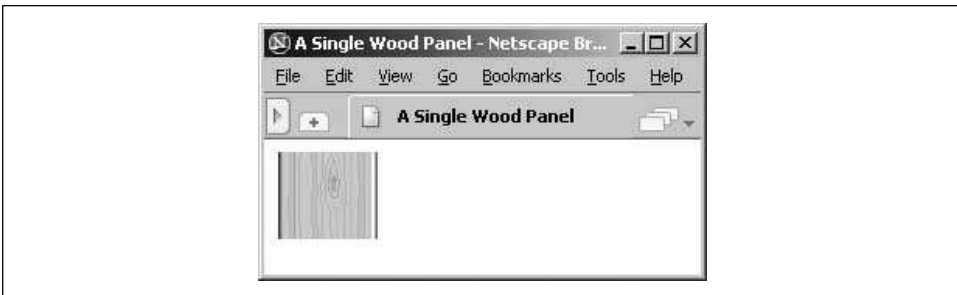 A Single Wood Panel - Netscape Br...
File Edit View Go Bookmarks Tools Help
A Single Wood Panel